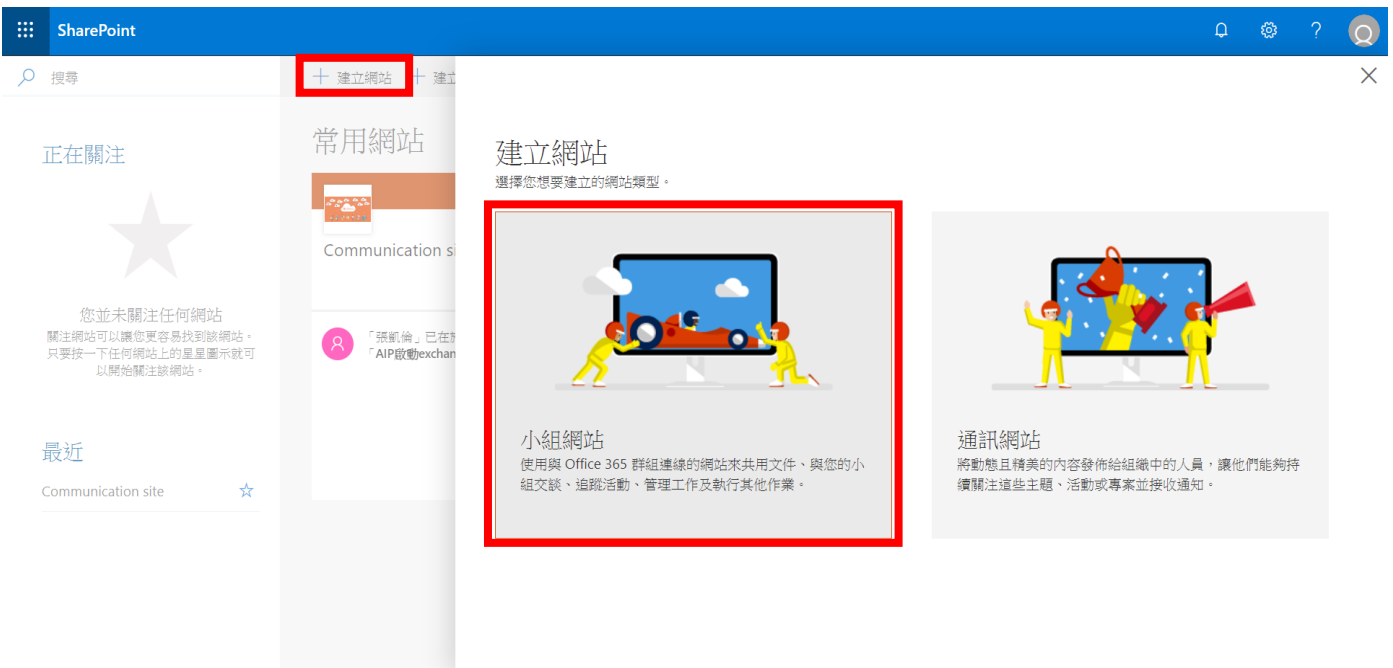 SharePoint
搜尋
建立網站
建立
正在關注
您並未關注任何網站
關注網站可以讓您更容易找到該網站。
只要按一下任何網站上的星星圖示就可
以開始關注該網站。
最近
Communication site
常用網站
Communication si
「張凱倫」已在
「AIP啟動exchan
建立網站
選擇您想要建立的網站類型。
小組網站
使用與 Office 365 群組連線的網站來共用文件、與您的小
組交談、追蹤活動、管理工作及執行其他作業。
通訊網站
將動態且精美的內容發佈給組織中的人員，讓他們能夠持
續關注這些主題、活動或專案並接收通知。